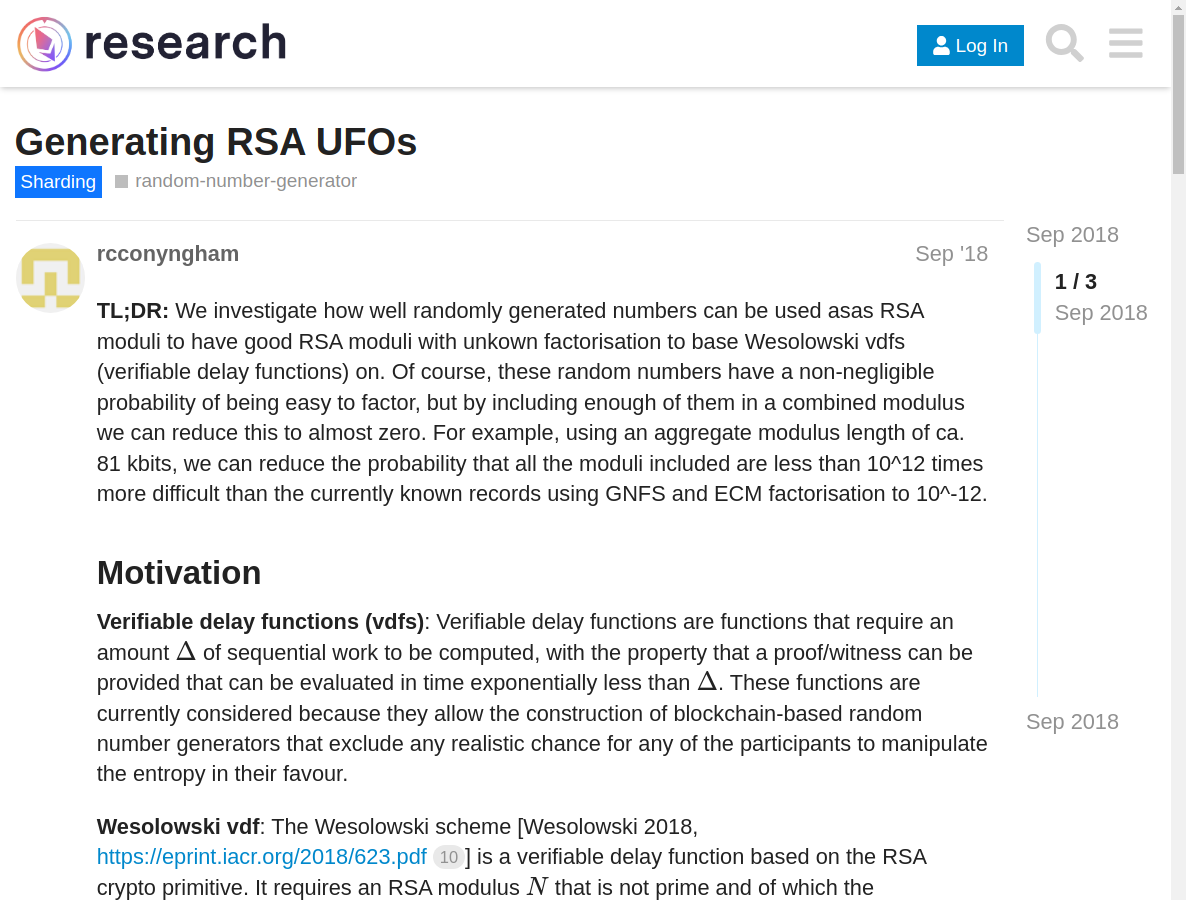 research
Log In
Generating RSA UFOs
Sharding random-number-generator
rcconyngham
Sep '18
TL;DR: We investigate how well randomly generated numbers can be used asas RSA
moduli to have good RSA moduli with unkown factorisation to base Wesolowski vdfs
(verifiable delay functions) on. Of course, these random numbers have a non-negligible
probability of being easy to factor, but by including enough of them in a combined modulus
we can reduce this to almost zero. For example, using an aggregate modulus length of ca.
81 kbits, we can reduce the probability that all the moduli included are less than 10^12 times
more difficult than the currently known records using GNFS and ECM factorisation to 10^-12.
Motivation
Verifiable delay functions (vdfs): Verifiable delay functions are functions that require an
amount Δ of sequential work to be computed, with the property that a proof/witness can be
provided that can be evaluated in time exponentially less than Δ. These functions are
currently considered because they allow the construction of blockchain-based random
number generators that exclude any realistic chance for any of the participants to manipulate
the entropy in their favour.
Wesolowski vdf: The Wesolowski scheme [Wesolowski 2018,
https://eprint.iacr.org/2018/623.pdf 10] is a verifiable delay function based on the RSA
crypto primitive. It requires an RSA modulus N that is not prime and of which the
Sep 2018
1 / 3
Sep 2018
Sep 2018